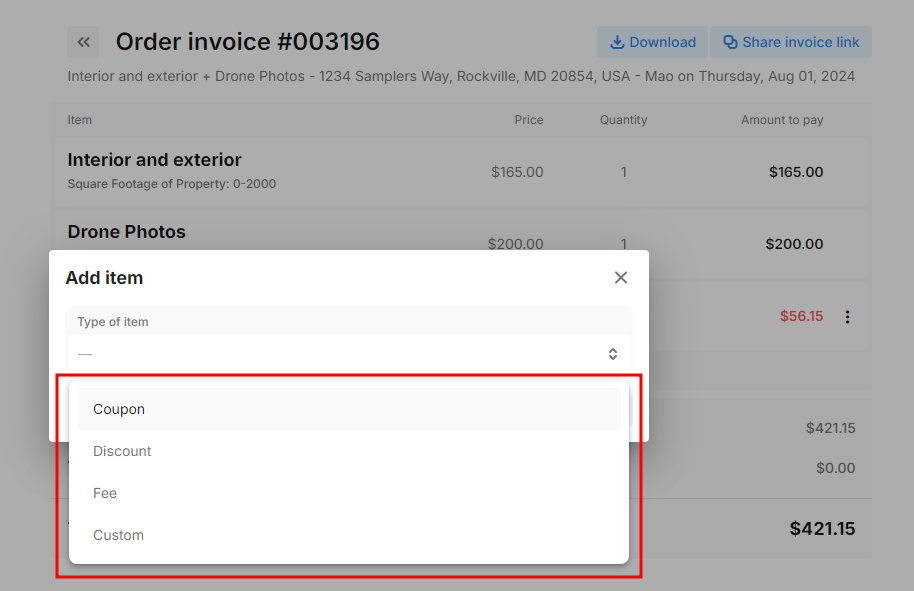 Order invoice #003196
Download
Share invoice link
Interior and exterior + Drone Photos - 1234 Samplers Way, Rockville, MD 20854, USA - Mao on Thursday, Aug 01, 2024
Item Price Quantity Amount to pay
Interior and exterior
Square Footage of Property: 0-2000
$165.00 1 $165.00
Drone Photos
$200.00 1 $200.00
Add item
Type of item
$56.15
—
Coupon
$421.15
Discount
$0.00
Fee
$421.15
Custom